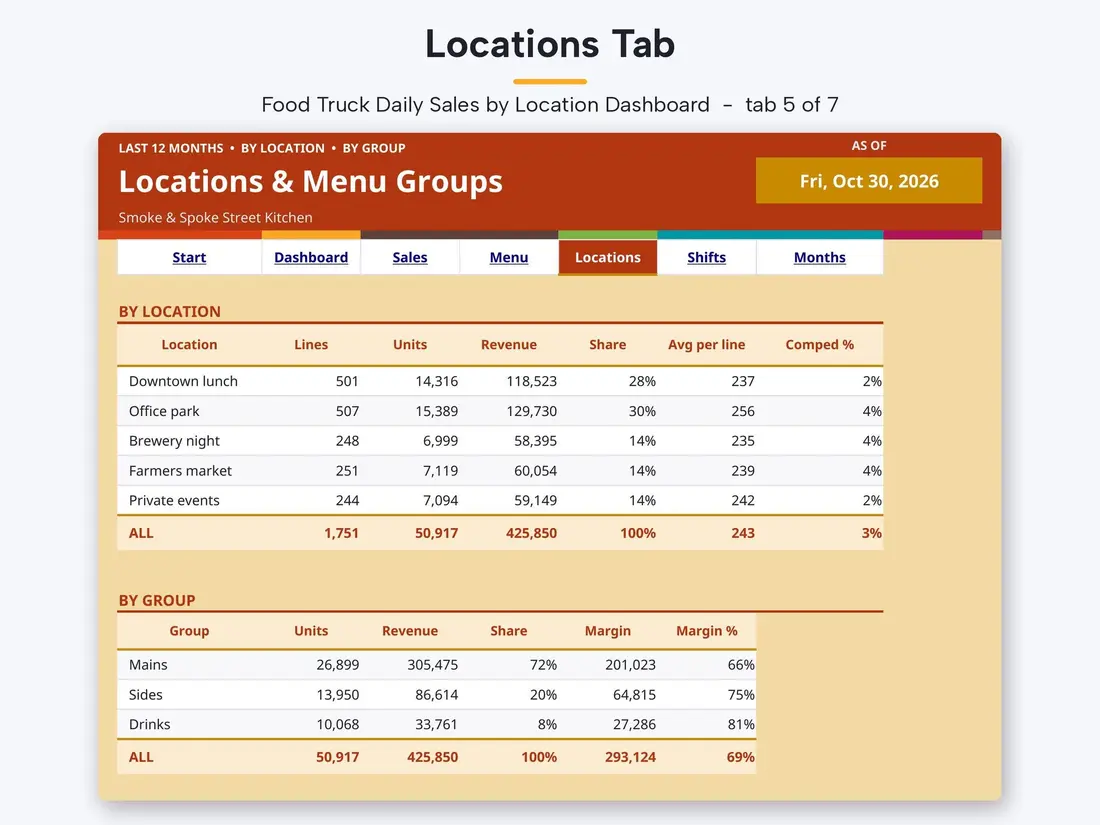 Locations Tab
Food Truck Daily Sales by Location Dashboard - tab 5 of 7
LAST 12 MONTHS • BY LOCATION • BY GROUP
AS OF
Locations & Menu Groups
Fri, Oct 30, 2026
Smoke & Spoke Street Kitchen
Start Dashboard Sales Menu Locations Shifts Months
BY LOCATION
Location Lines Units Revenue Share Avg per line Comped %
Downtown lunch 501 14,316 118,523 28% 237 2%
Office park 507 15,389 129,730 30% 256 4%
Brewery night 248 6,999 58,395 14% 235 4%
Farmers market 251 7,119 60,054 14% 239 4%
Private events 244 7,094 59,149 14% 242 2%
ALL 1,751 50,917 425,850 100% 243 3%
BY GROUP
Group Units Revenue Share Margin Margin %
Mains 26,899 305,475 72% 201,023 66%
Sides 13,950 86,614 20% 64,815 75%
Drinks 10,068 33,761 8% 27,286 81%
ALL 50,917 425,850 100% 293,124 69%